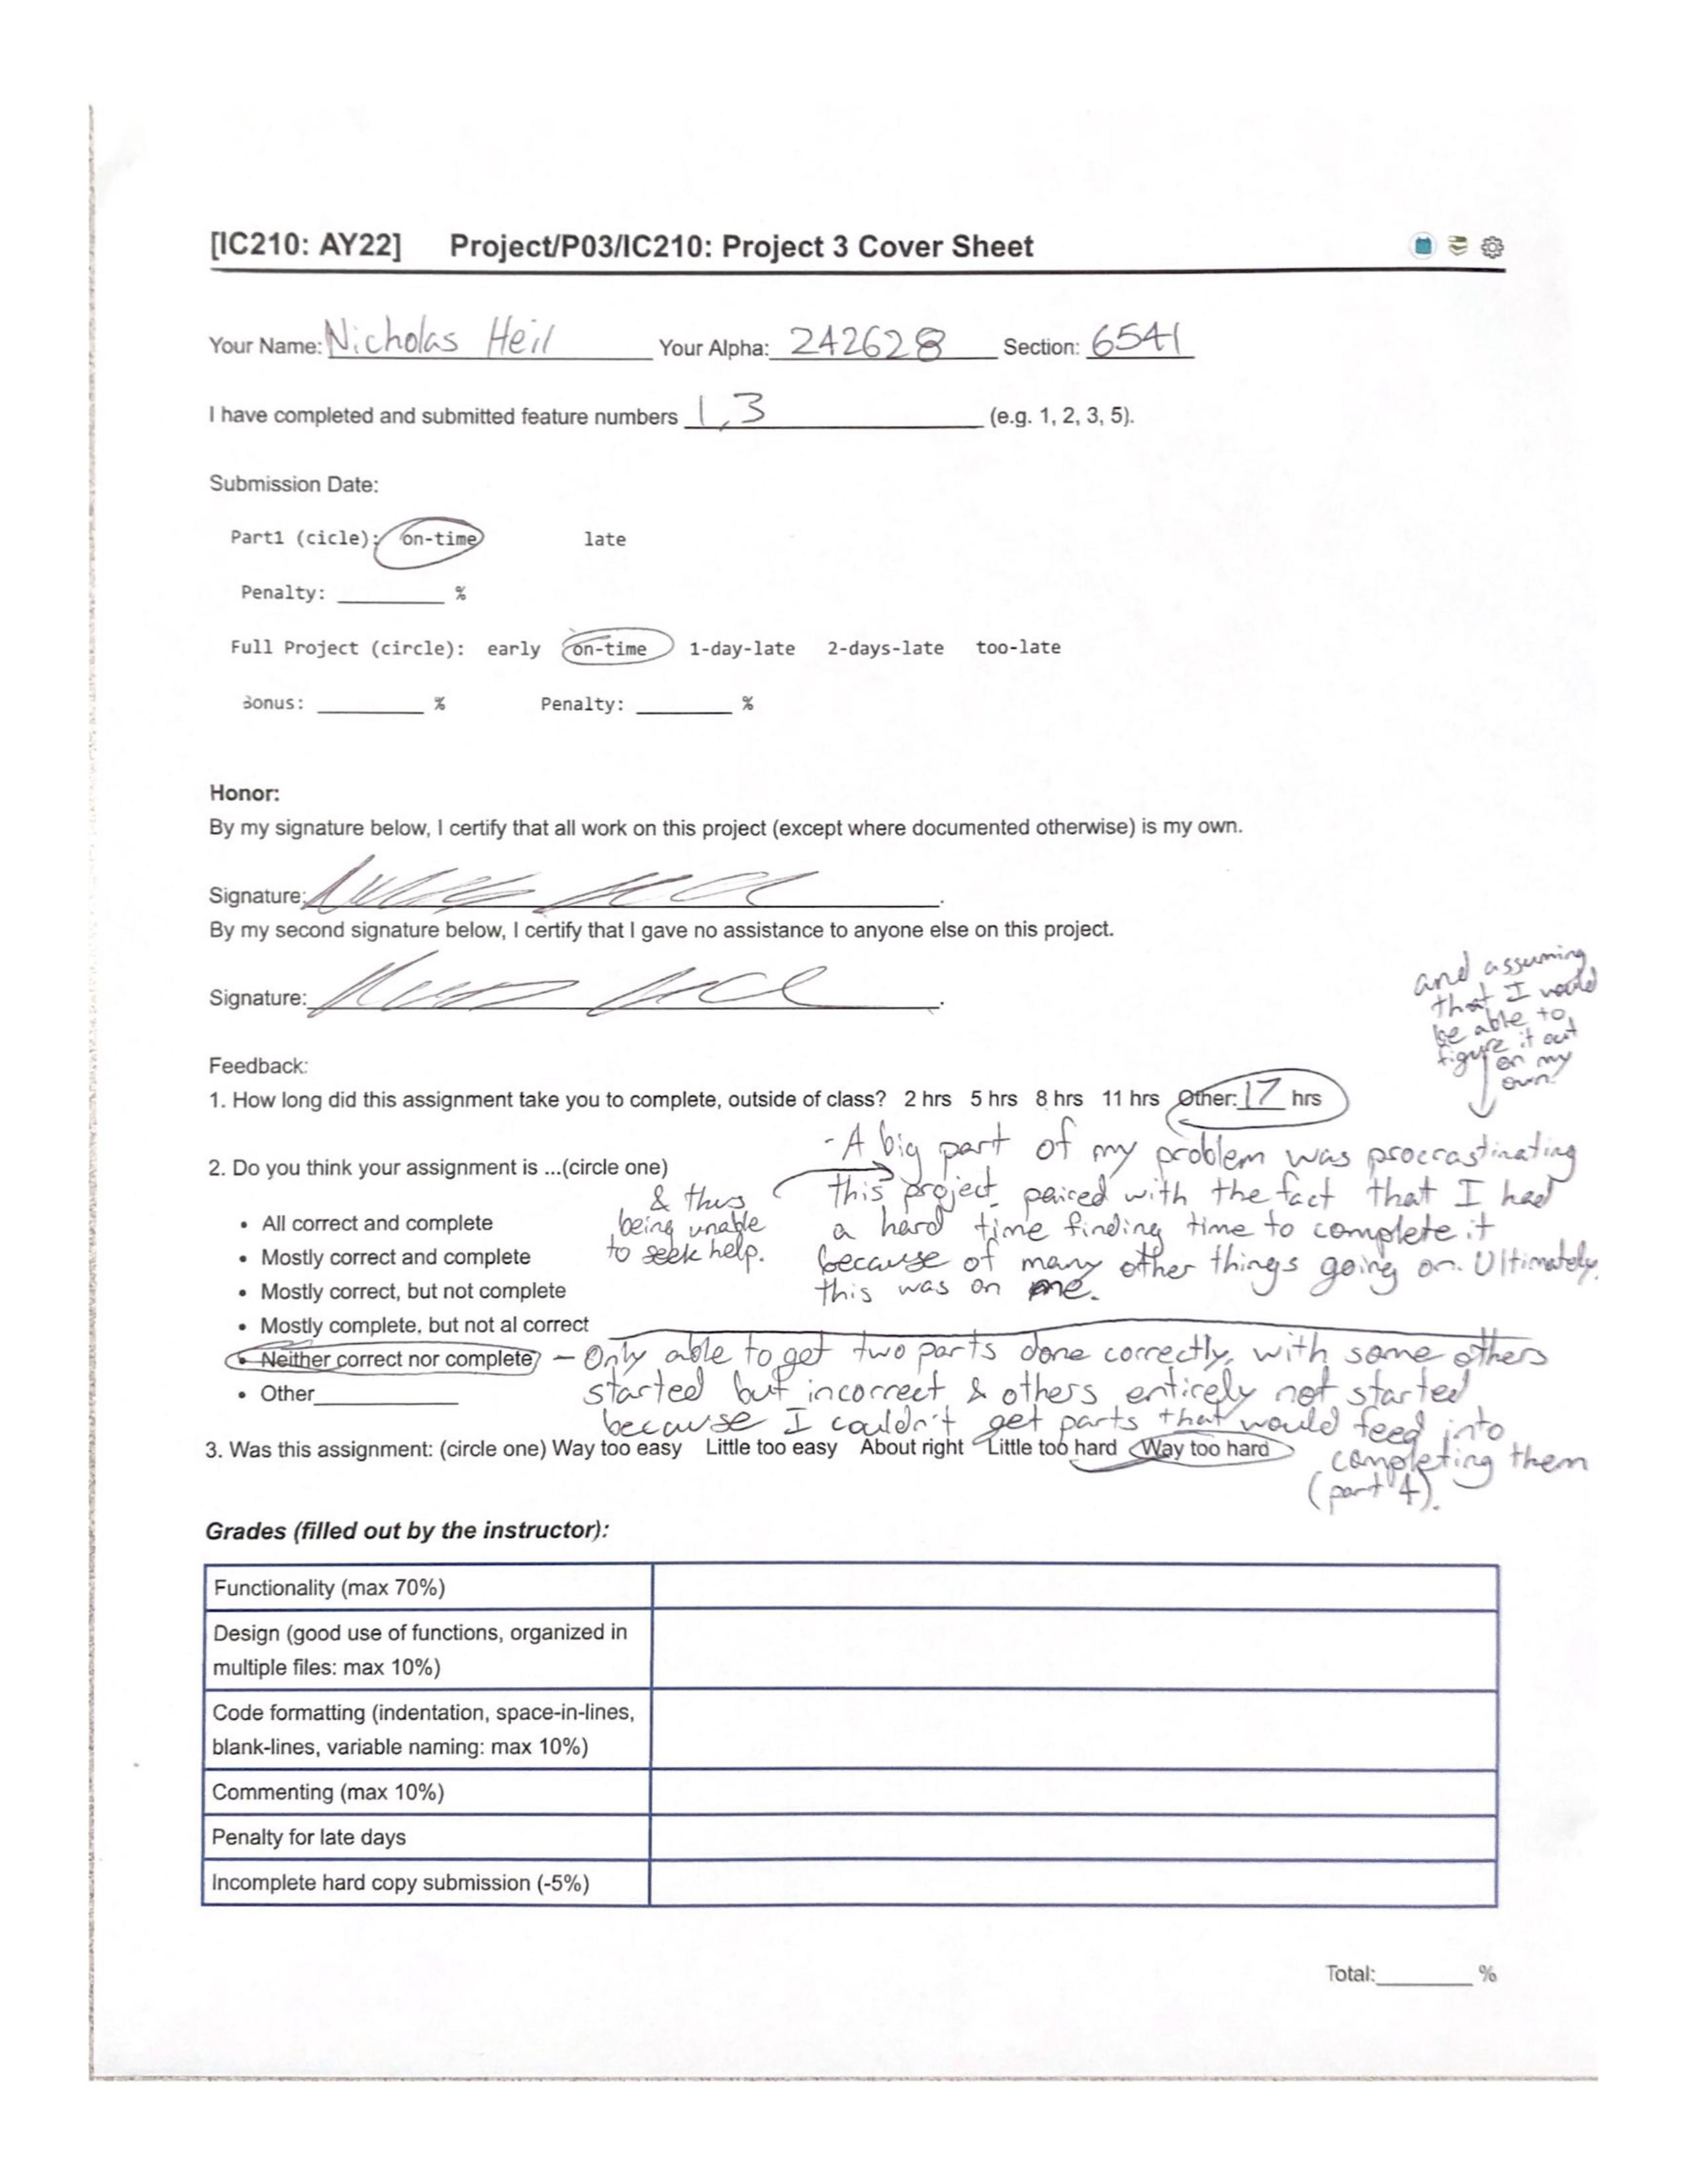 [IC210: AY22] Project/P03/IC210: Project 3 Cover Sheet
Your Name: Nicholas Heil Your Alpha: 242628 Section: 6541
I have completed and submitted feature numbers 1,3 (e.g. 1, 2, 3, 5).
Submission Date:
Part1 (cicle): on-time late
Penalty: ________ %
Full Project (circle): early on-time 1-day-late 2-days-late too-late
Bonus: ________ % Penalty: ________ %
Honor:
By my signature below, I certify that all work on this project (except where documented otherwise) is my own.
Signature:
By my second signature below, I certify that I gave no assistance to anyone else on this project.
Signature:
and assuming
that I would
be able to
figure it out
on my
own.
Feedback:
1. How long did this assignment take you to complete, outside of class? 2 hrs 5 hrs 8 hrs 11 hrs Other: 17 hrs
- A big part of my problem was procrastinating
this project paired with the fact that I had
a hard time finding time to complete it
because of many other things going on. Ultimately,
this was on me.
& thus
being unable
to seek help.
2. Do you think your assignment is ...(circle one)
• All correct and complete
• Mostly correct and complete
• Mostly correct, but not complete
• Mostly complete, but not al correct
• Neither correct nor complete
• Other
– Only able to get two parts done correctly, with some others
started but incorrect & others entirely not started
because I couldn't get parts that would feed into
completing them
(part 4).
3. Was this assignment: (circle one) Way too easy Little too easy About right Little too hard Way too hard
Grades (filled out by the instructor):
Functionality (max 70%)
Design (good use of functions, organized in
multiple files: max 10%)
Code formatting (indentation, space-in-lines,
blank-lines, variable naming: max 10%)
Commenting (max 10%)
Penalty for late days
Incomplete hard copy submission (-5%)
Total:________ %